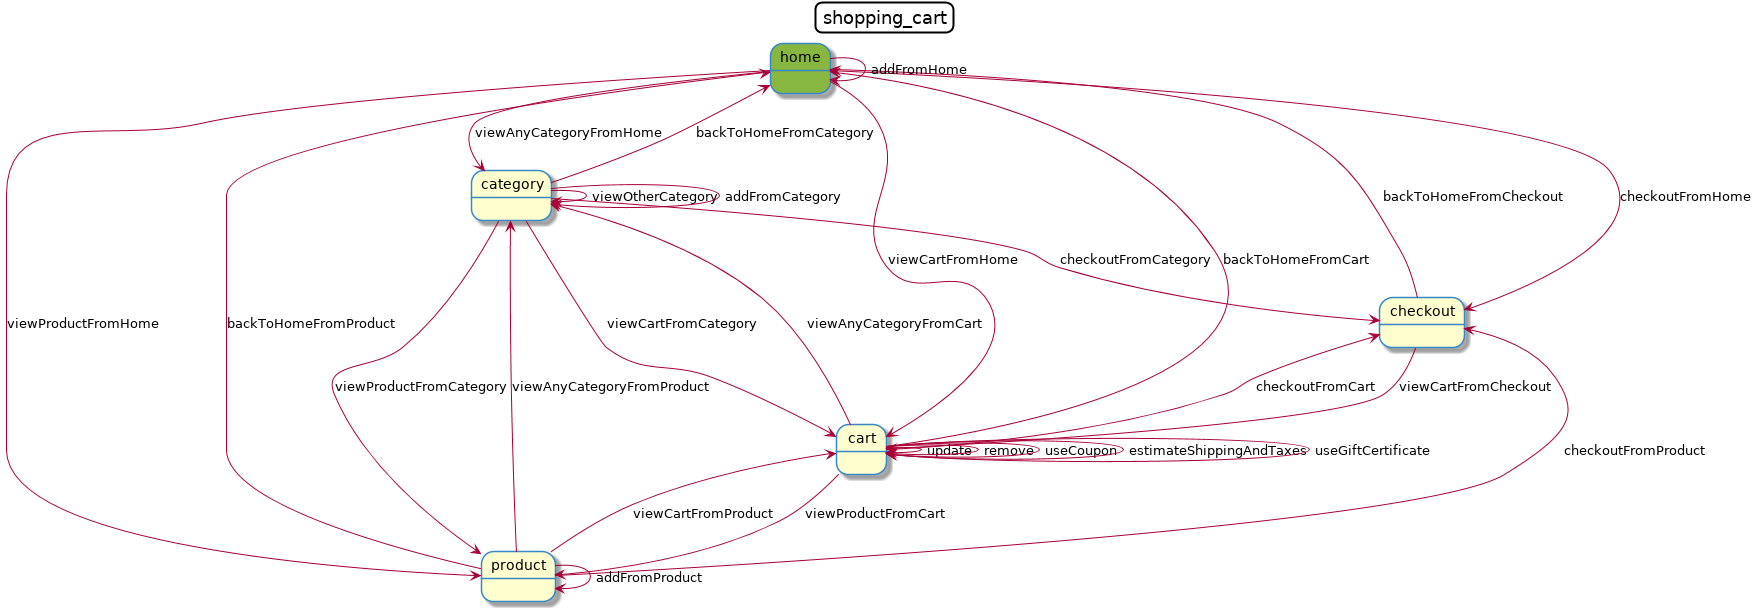 shopping_cart
home
addFromHome
viewAnyCategoryFromHome
backToHomeFromCategory
category
viewOtherCategory
addFromCategory
backToHomeFromCheckout
checkoutFromHome
viewCartFromHome
checkoutFromCategory
backToHomeFromCart
checkout
viewProductFromHome
backToHomeFromProduct
viewCartFromCategory
viewAnyCategoryFromCart
viewProductFromCategory
viewAnyCategoryFromProduct
checkoutFromCart
viewCartFromCheckout
cart
update
remove
useCoupon
estimateShippingAndTaxes
useGiftCertificate
checkoutFromProduct
viewCartFromProduct
viewProductFromCart
product
addFromProduct